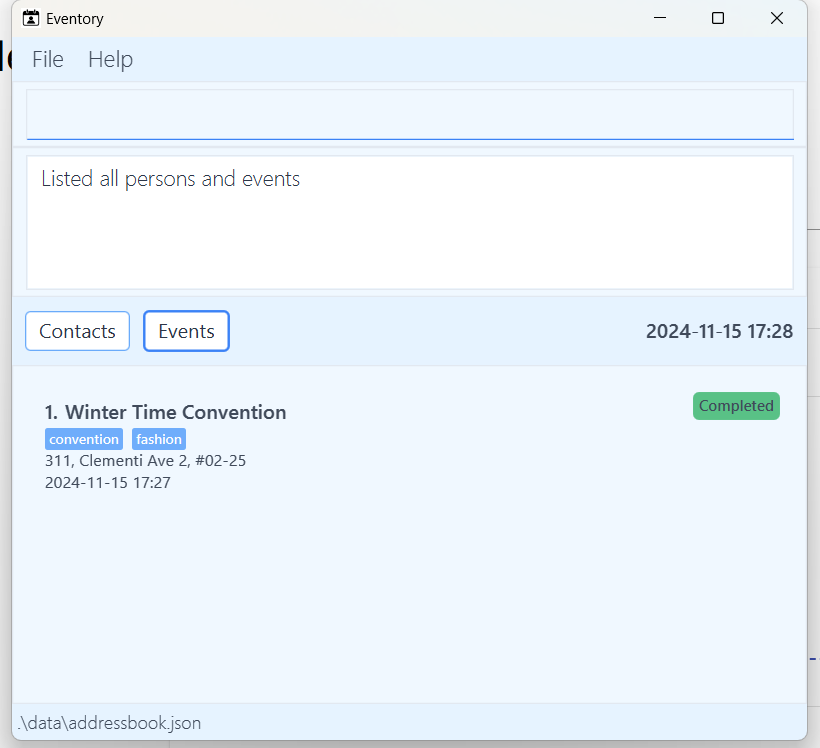 Eventory
File Help
Listed all persons and events
Contacts Events 2024-11-15 17:28
1. Winter Time Convention Completed
convention fashion
311, Clementi Ave 2, #02-25
2024-11-15 17:27
.\data\addressbook.json